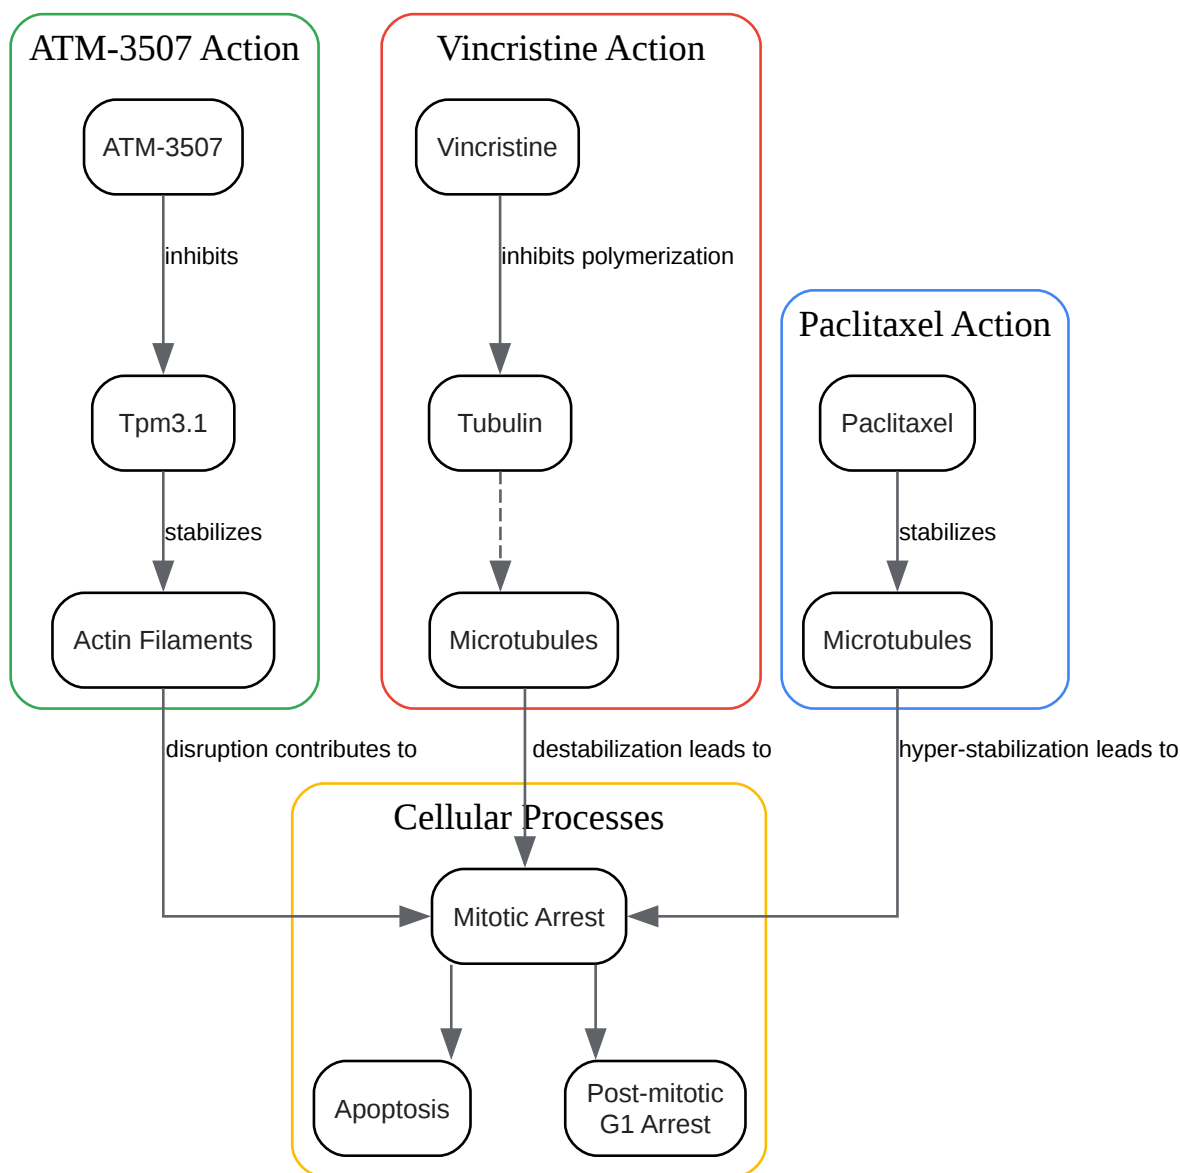 ATM-3507 Action
ATM-3507
inhibits
Tpm3.1
stabilizes
Actin Filaments
disruption contributes to
Vincristine Action
Vincristine
inhibits polymerization
Tubulin
Microtubules
destabilization leads to
Paclitaxel Action
Paclitaxel
stabilizes
Microtubules
hyper-stabilization leads to
Cellular Processes
Mitotic Arrest
Apoptosis
Post-mitotic
G1 Arrest